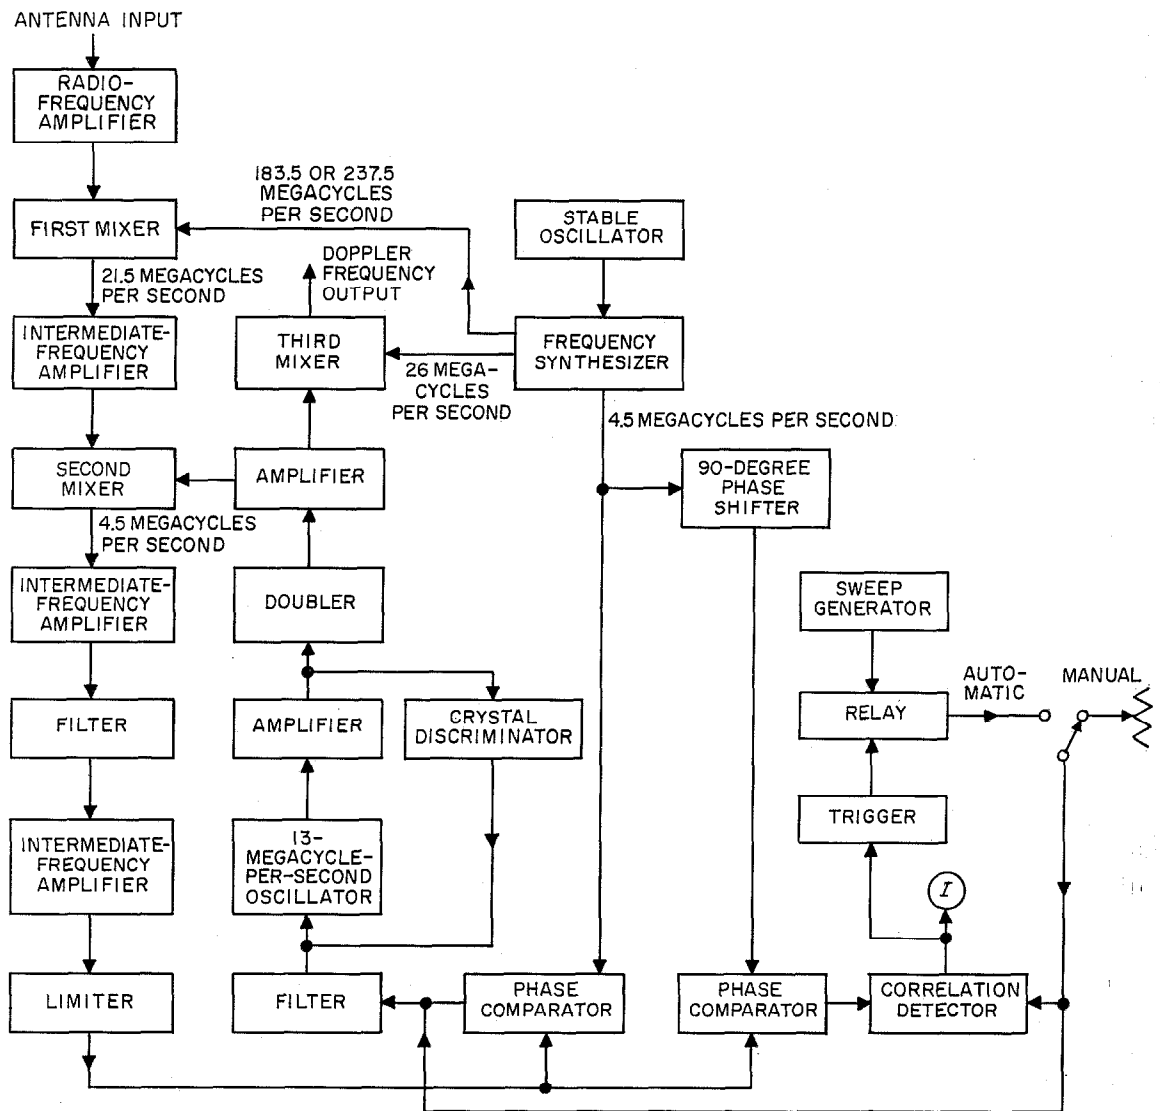 ANTENNA INPUT
RADIO-
FREQUENCY
AMPLIFIER
183.5 OR 237.5
MEGACYCLES
PER SECOND
FIRST MIXER
STABLE
OSCILLATOR
21.5 MEGACYCLES
PER SECOND
DOPPLER
FREQUENCY
OUTPUT
INTERMEDIATE-
FREQUENCY
AMPLIFIER
THIRD
MIXER
FREQUENCY
SYNTHESIZER
26 MEGA-
CYCLES
PER SECOND
4.5 MEGACYCLES PER SECOND
SECOND
MIXER
AMPLIFIER
90-DEGREE
PHASE
SHIFTER
4.5 MEGACYCLES
PER SECOND
INTERMEDIATE-
FREQUENCY
AMPLIFIER
DOUBLER
SWEEP
GENERATOR
FILTER
AMPLIFIER
CRYSTAL
DISCRIMINATOR
RELAY
AUTO-
MATIC
MANUAL
INTERMEDIATE-
FREQUENCY
AMPLIFIER
13-
MEGACYCLE-
PER-SECOND
OSCILLATOR
TRIGGER
I
LIMITER
FILTER
PHASE
COMPARATOR
PHASE
COMPARATOR
CORRELATION
DETECTOR